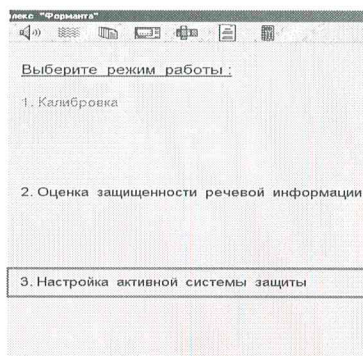 лекс "Форманта"
Выберите режим работы :
1. Калибровка
2. Оценка защищенности речевой информации
3. Настройка активной системы защиты